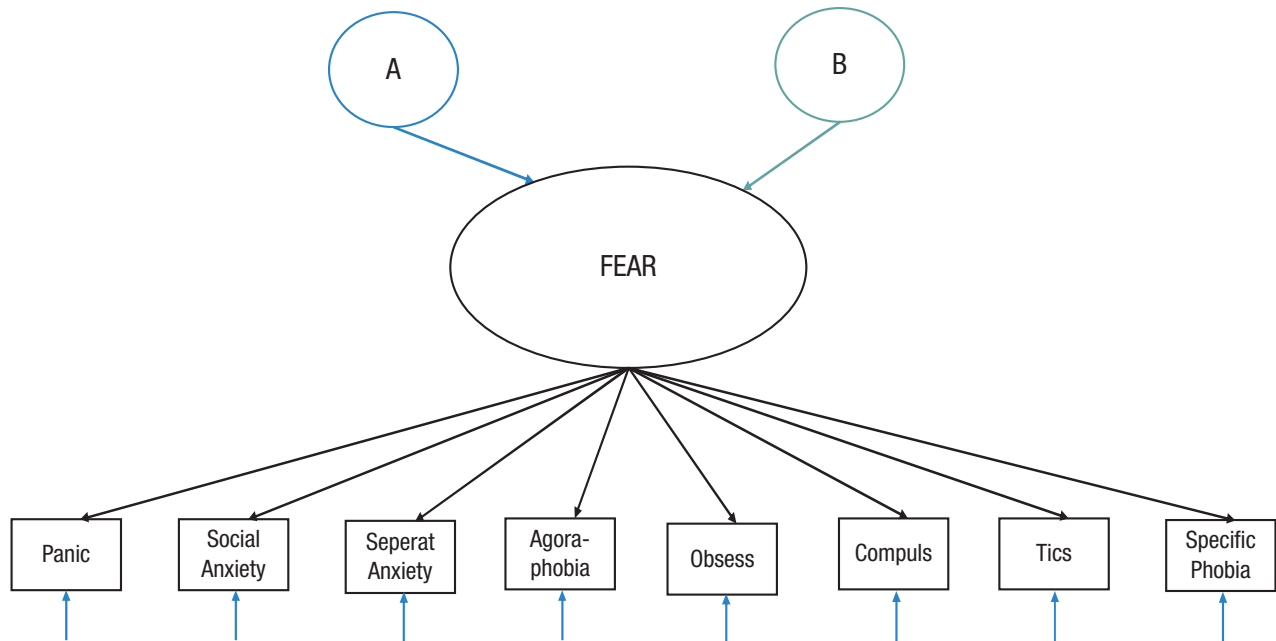 A
B
FEAR
Panic
Social
Anxiety
Seperat
Anxiety
Agora-
phobia
Obsess
Compuls
Tics
Specific
Phobia